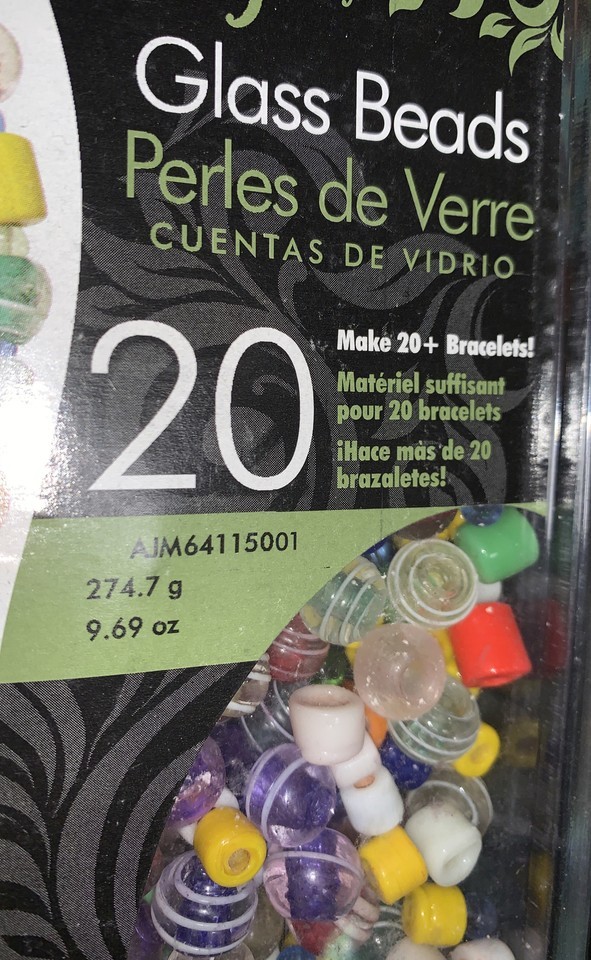 Glass Beads
Perles de Verre
CUENTAS DE VIDRIO
20
Make 20+ Bracelets!
Matériel suffisant
pour 20 bracelets
¡Hace màs de 20
brazaletes!
AJM64115001
274.7 g
9.69 oz